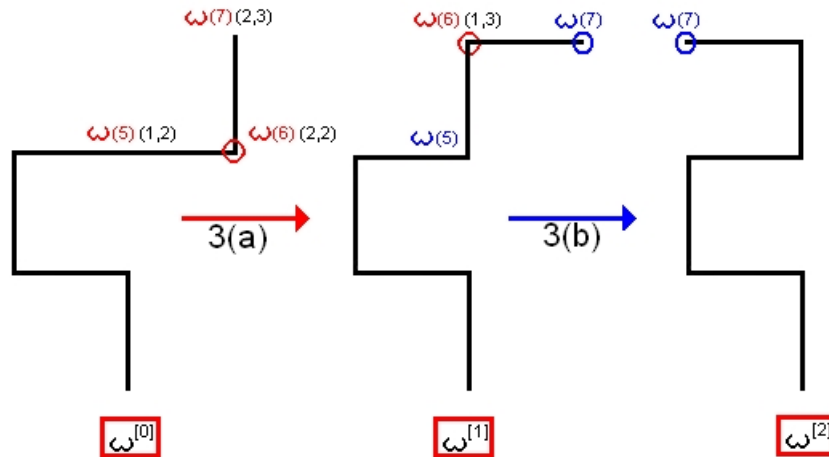 ω(7) (2,3)
ω(5) (1,2)
ω(6) (2,2)
3(a)
ω[0]
ω(6) (1,3)
ω(7)
ω(5)
3(b)
ω[1]
ω(7)
ω[2]